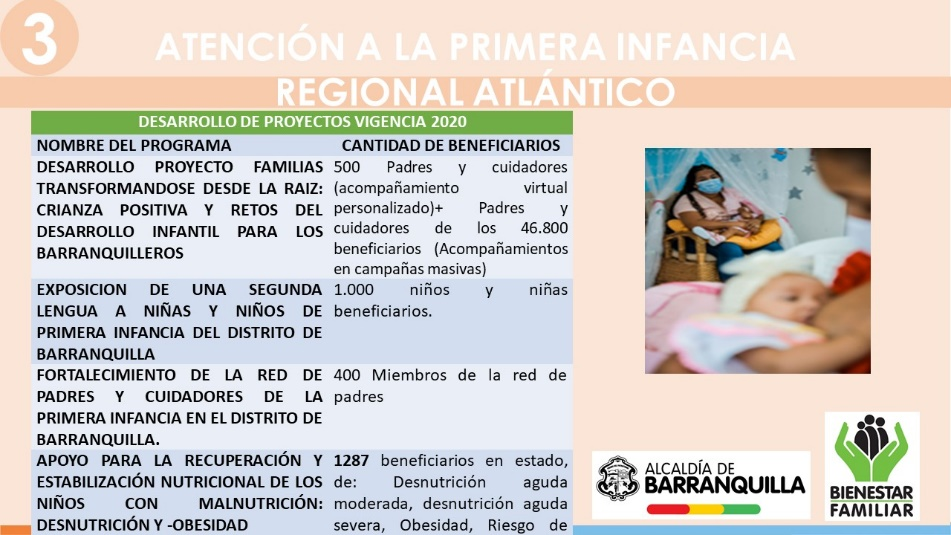 3
ATENCIÓN A LA PRIMERA INFANCIA
REGIONAL ATLÁNTICO
DESARROLLO DE PROYECTOS VIGENCIA 2020
NOMBRE DEL PROGRAMA
CANTIDAD DE BENEFICIARIOS
DESARROLLO PROYECTO FAMILIAS
TRANSFORMANDOSE DESDE LA RAIZ:
CRIANZA POSITIVA Y RETOS DEL
DESARROLLO INFANTIL PARA LOS
BARRANQUILLEROS
500 Padres y cuidadores
(acompañamiento virtual
personalizado)+ Padres y
cuidadores de los 46.800
beneficiarios (Acompañamientos
en campañas masivas)
EXPOSICION DE UNA SEGUNDA
LENGUA A NIÑAS Y NIÑOS DE
PRIMERA INFANCIA DEL DISTRITO DE
BARRANQUILLA
1.000 niños y niñas
beneficiarios.
FORTALECIMIENTO DE LA RED DE
PADRES Y CUIDADORES DE LA
PRIMERA INFANCIA EN EL DISTRITO DE
BARRANQUILLA.
400 Miembros de la red de
padres
APOYO PARA LA RECUPERACIÓN Y
ESTABILIZACIÓN NUTRICIONAL DE LOS
NIÑOS CON MALNUTRICIÓN:
DESNUTRICIÓN Y -OBESIDAD
1287 beneficiarios en estado,
de: Desnutrición aguda
moderada, desnutrición aguda
severa, Obesidad, Riesgo de
ALCALDÍA DE
BARRANQUILLA
BIENESTAR
FAMILIAR